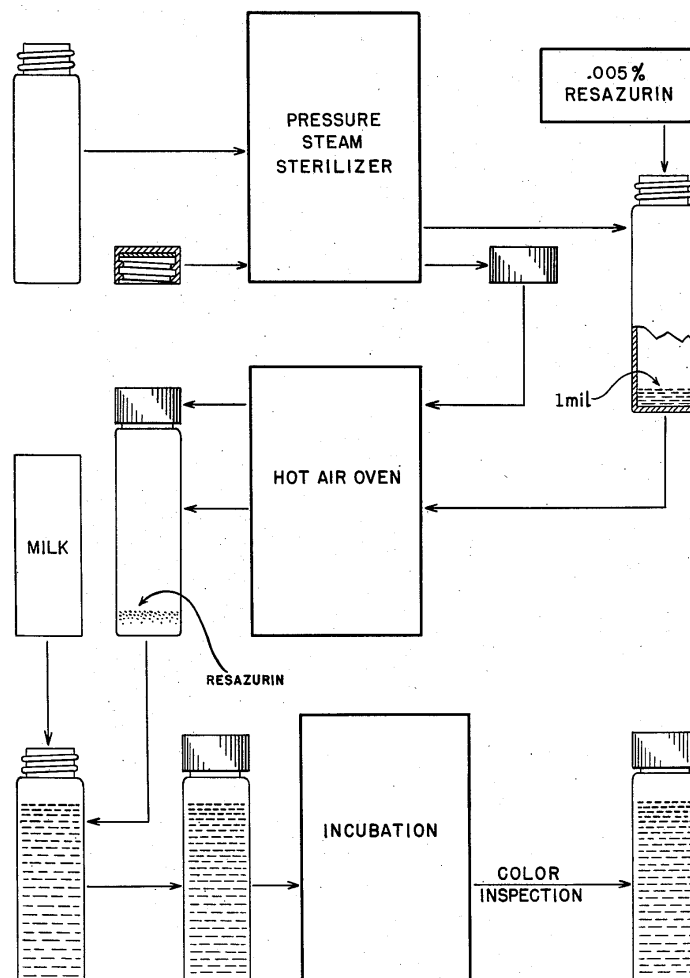 .005%
RESAZURIN
PRESSURE
STEAM
STERILIZER
1mil
HOT AIR OVEN
MILK
RESAZURIN
INCUBATION
COLOR
INSPECTION